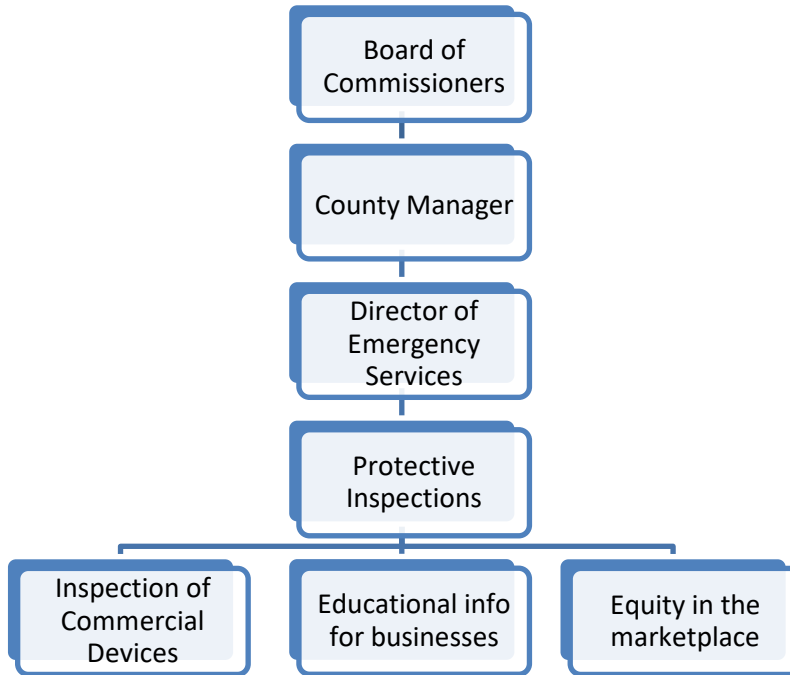 Board of
Commissioners
County Manager
Director of
Emergency
Services
Protective
Inspections
Inspection of
Commercial
Devices
Educational info
for businesses
Equity in the
marketplace